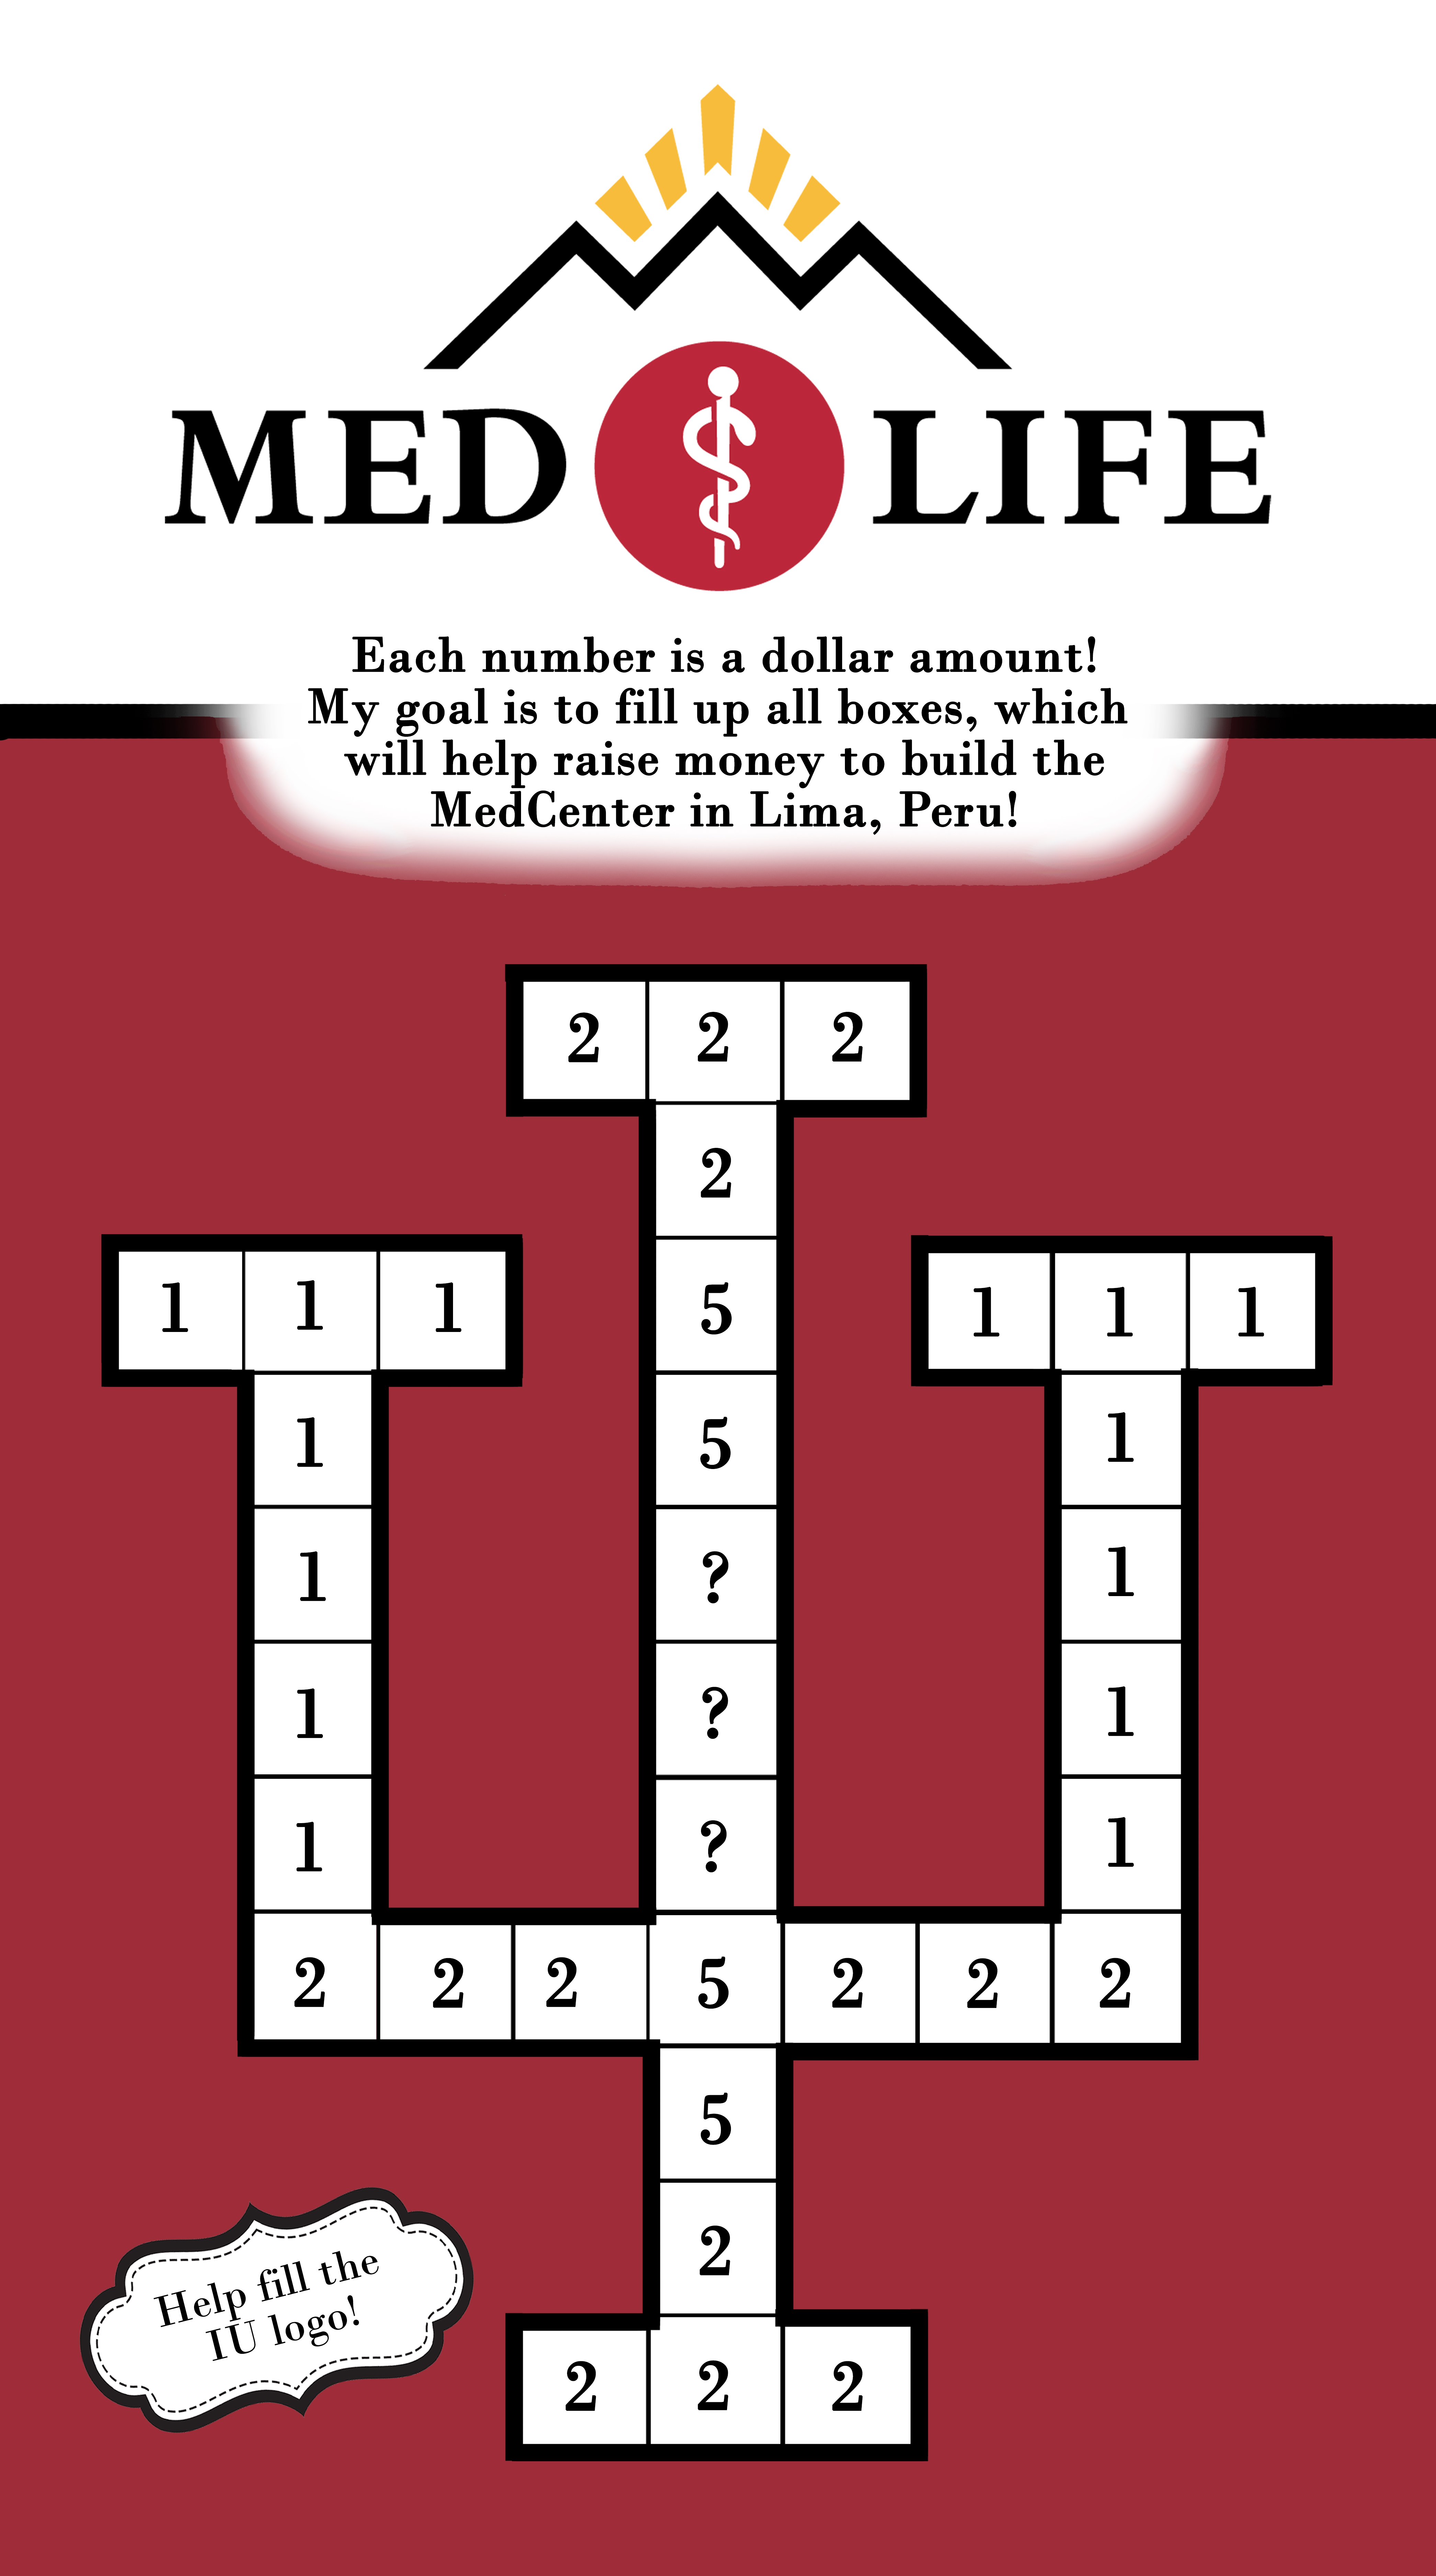 MED LIFE
Each number is a dollar amount!
My goal is to fill up all boxes, which
will help raise money to build the
MedCenter in Lima, Peru!
2 2 2
2
1 1 1 5 1 1 1
1 5 1
1 ? 1
1 ? 1
1 ? 1
2 2 2 5 2 2 2
5
2
2 2 2
Help fill the
IU logo!